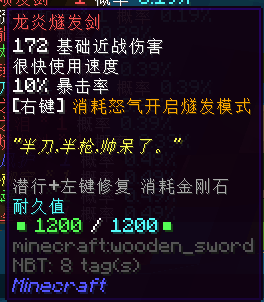 龙炎燧发剑
172 基础近战伤害
很快使用速度
10% 暴击率
[右键] 消耗怒气开启燧发模式
“半刀,半枪,帅呆了。”
潜行+左键修复 消耗金刚石
耐久值
1200 / 1200
minecraft:wooden_sword
NBT: 8 tag(s)
Minecraft